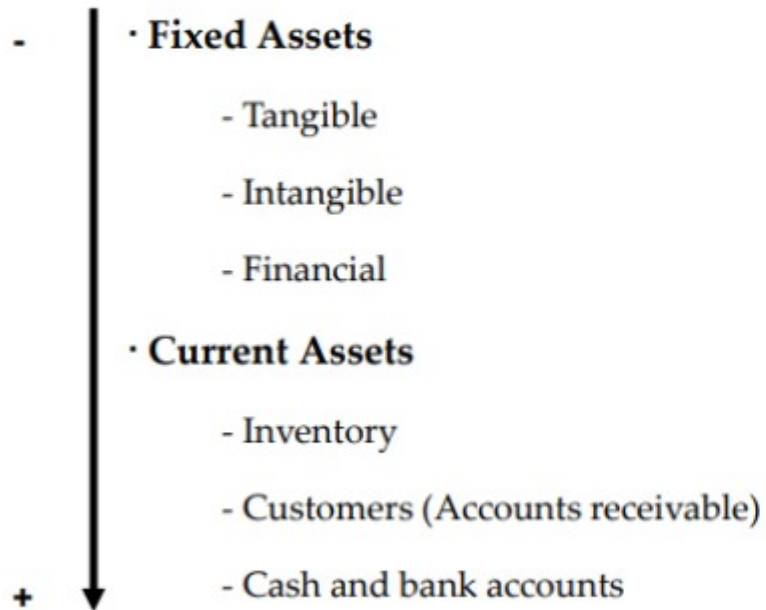 - · Fixed Assets
- Tangible
- Intangible
- Financial
· Current Assets
- Inventory
- Customers (Accounts receivable)
+ - Cash and bank accounts